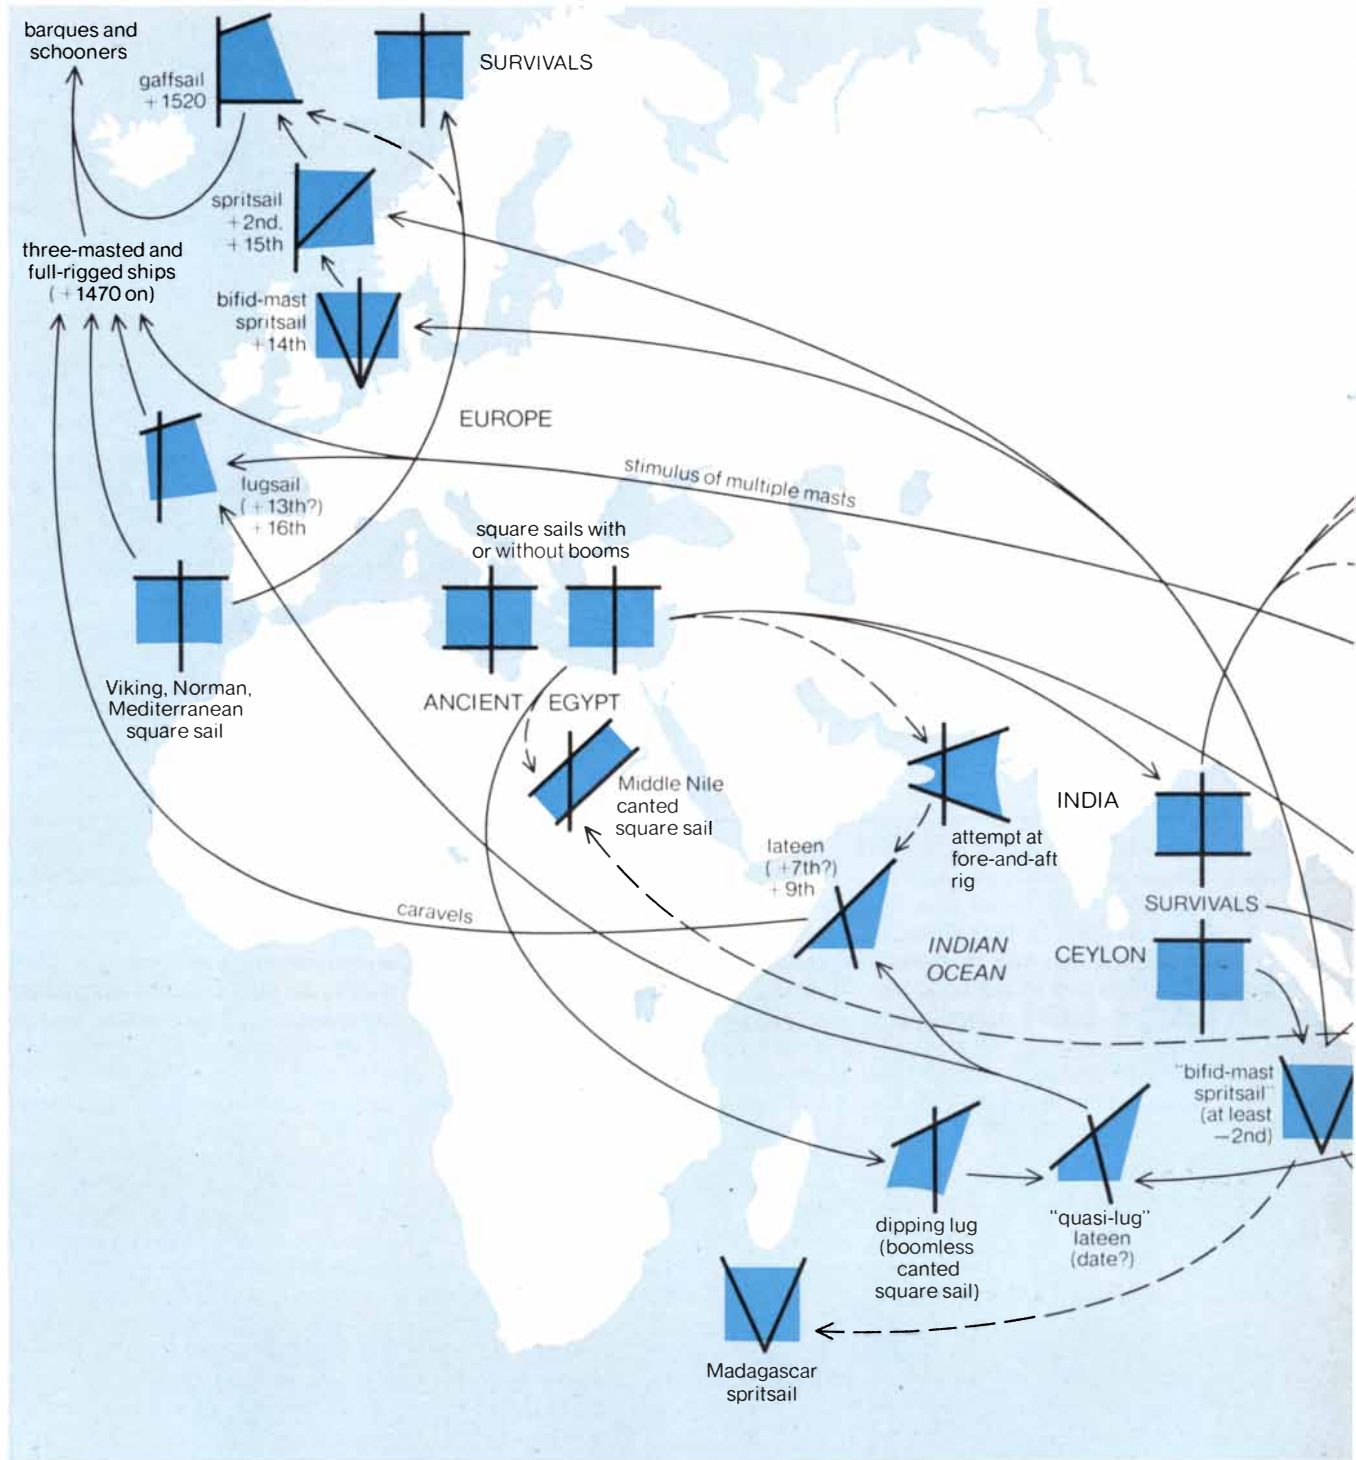 barques and
schooners
gaffsail
+1520
SURVIVALS
spritsail
+2nd,
+15th
three-masted and
full-rigged ships
(+1470 on)
bifid-mast
spritsail
+14th
EUROPE
lugsail
(+13th?)
+16th
stimulus of multiple masts
square sails with
or without booms
Viking, Norman,
Mediterranean
square sail
ANCIENT EGYPT
Middle Nile
canted
square sail
INDIA
attempt at
fore-and-aft
rig
lateen
(+7th?)
+9th
caravels
SURVIVALS
INDIAN
OCEAN
CEYLON
"bifid-mast
spritsail"
(at least
—2nd)
dipping lug
(boomless
canted
square sail)
"quasi-lug"
lateen
(date?)
Madagascar
spritsail